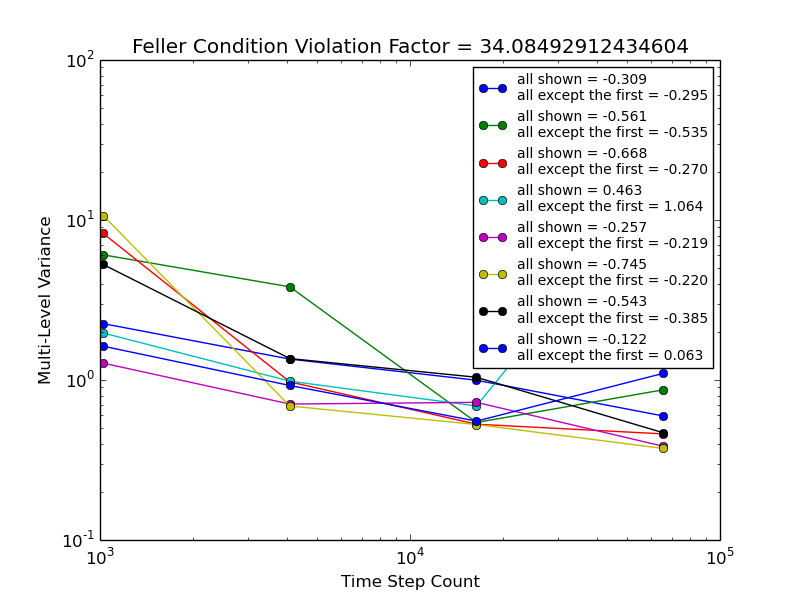 Feller Condition Violation Factor = 34.08492912434604
10^2
10^1
10^0
10^-1
Multi-Level Variance
all shown = -0.309
all except the first = -0.295
all shown = -0.561
all except the first = -0.535
all shown = -0.668
all except the first = -0.270
all shown = 0.463
all except the first = 1.064
all shown = -0.257
all except the first = -0.219
all shown = -0.745
all except the first = -0.220
all shown = -0.543
all except the first = -0.385
all shown = -0.122
all except the first = 0.063
10^3
10^4
10^5
Time Step Count